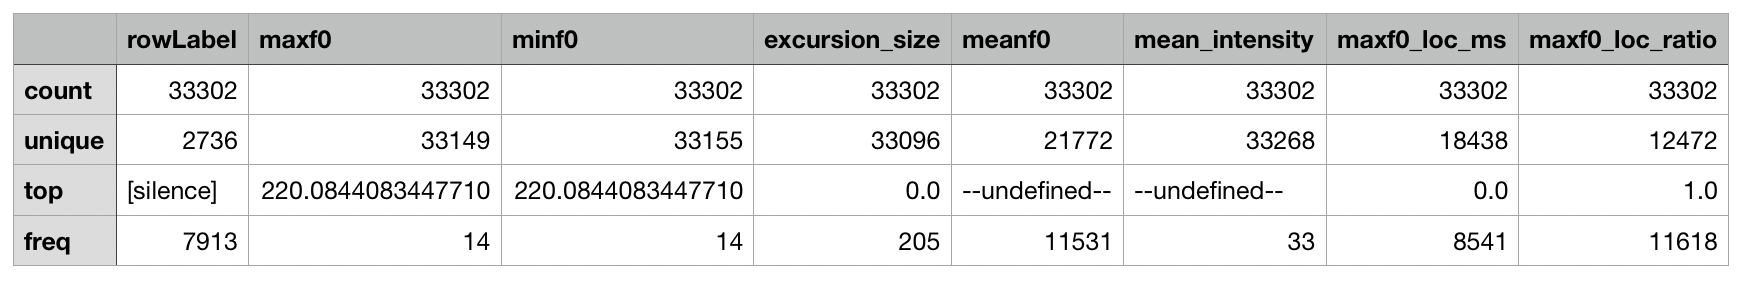 rowLabel maxf0 minf0 excursion_size meanf0 mean_intensity maxf0_loc_ms maxf0_loc_ratio
count 33302 33302 33302 33302 33302 33302 33302 33302
unique 2736 33149 33155 33096 21772 33268 18438 12472
top [silence] 220.0844083447710 220.0844083447710 0.0 --undefined-- --undefined-- 0.0 1.0
freq 7913 14 14 205 11531 33 8541 11618